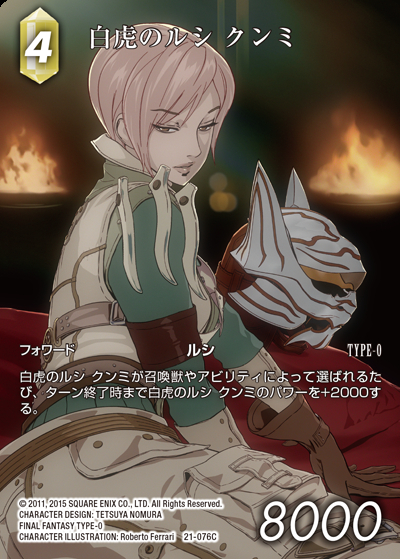 4
白虎のルシ クンミ
フォワード ルシ TYPE-0
白虎のルシ クンミが召喚獣やアビリティによって選ばれるた
び、ターン終了時まで白虎のルシ クンミのパワーを+2000す
る。
© 2011, 2015 SQUARE ENIX CO., LTD. All Rights Reserved.
CHARACTER DESIGN: TETSUYA NOMURA
FINAL FANTASY TYPE-0
CHARACTER ILLUSTRATION: Roberto Ferrari 21-076C
8000